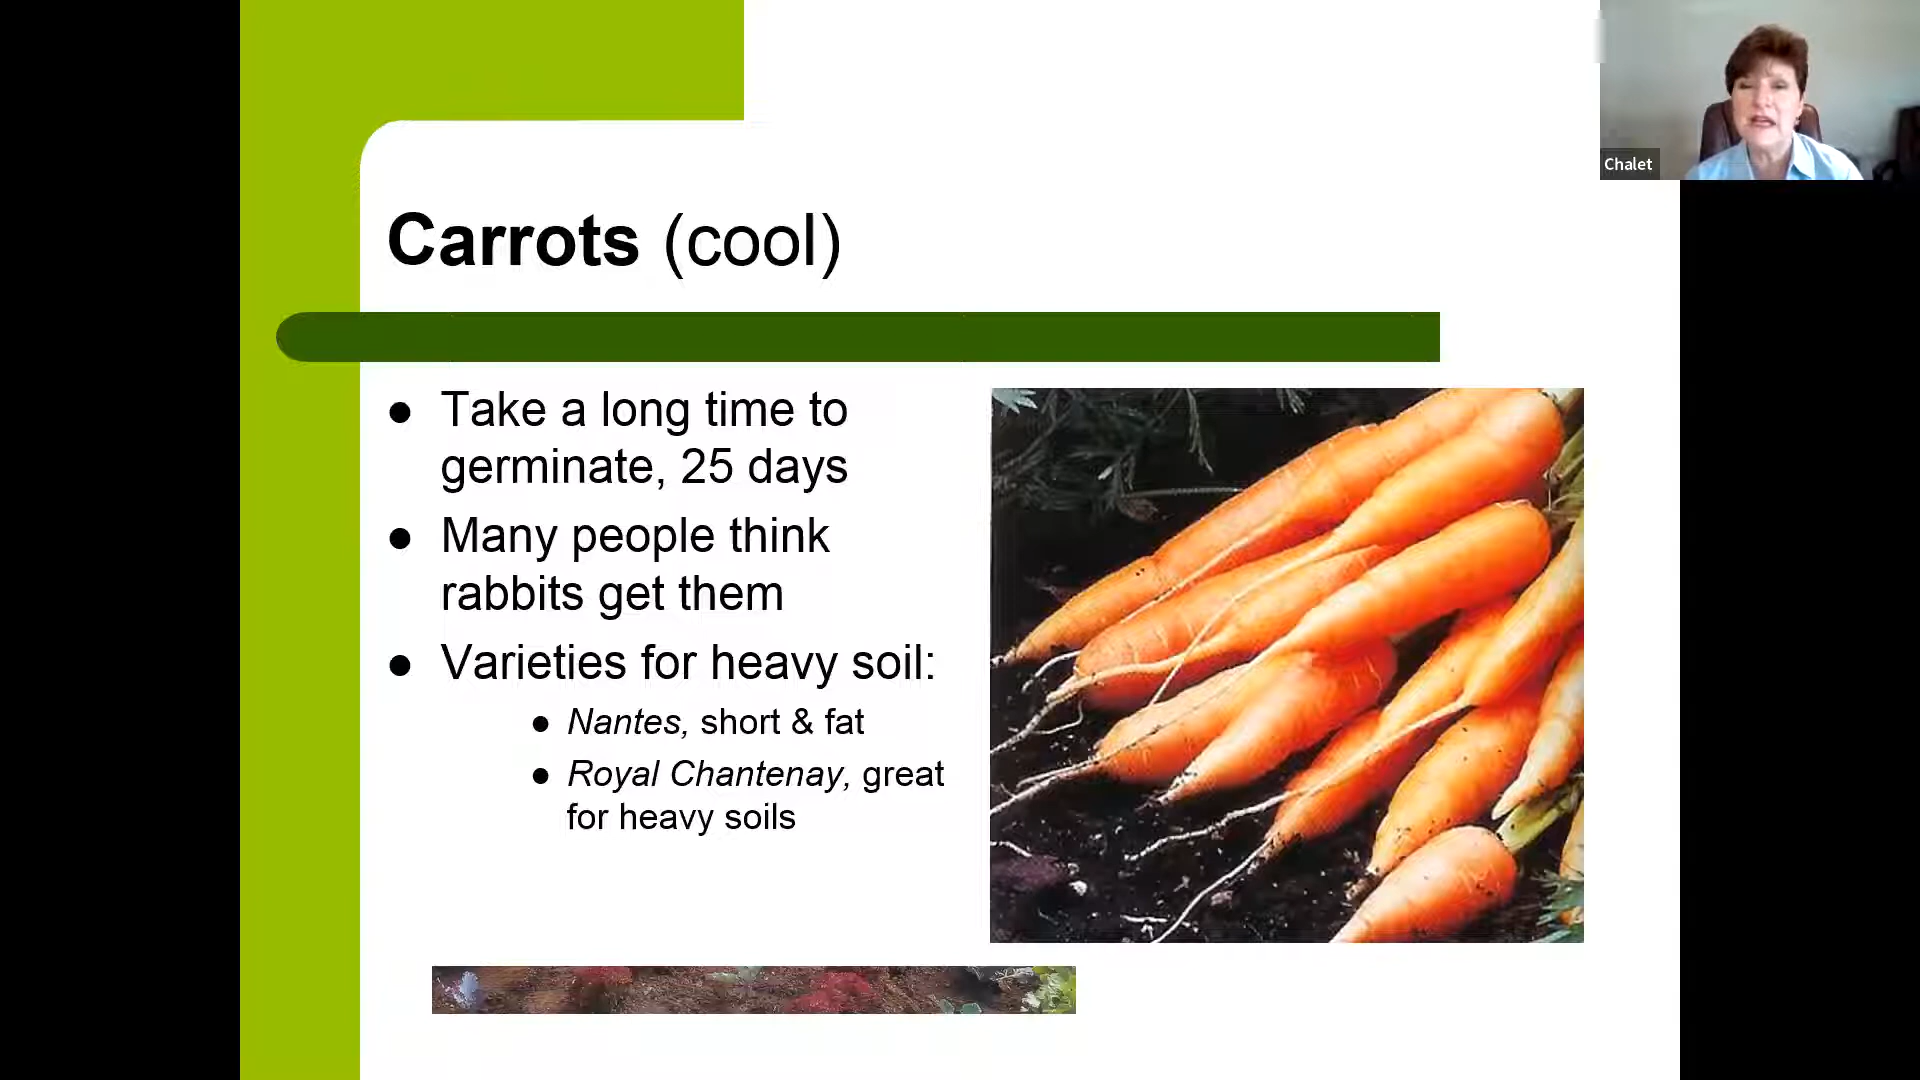 Chalet
Carrots (cool)
● Take a long time to
germinate, 25 days
● Many people think
rabbits get them
● Varieties for heavy soil:
● Nantes, short & fat
● Royal Chantenay, great
for heavy soils